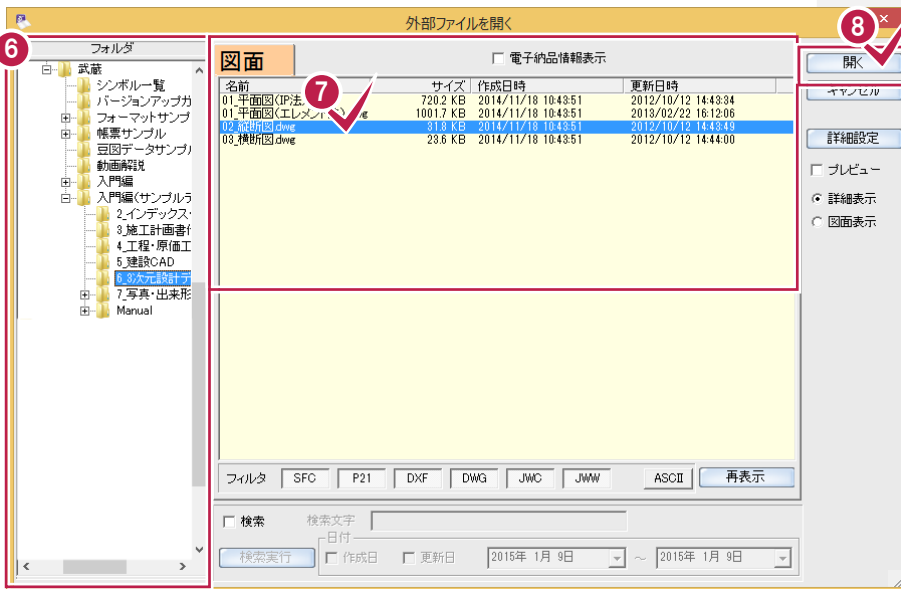 外部ファイルを開く
6
フォルダ
武蔵
シンボル一覧
バージョンアップガ
フォーマットサンプ
帳票サンプル
豆図データサンプル
動画解説
入門編
入門編(サンプルデ
2_インデックス・
3_施工計画書
4_工程・原価工
5_建設CAD
6_3次元設計デ
7_写真・出来形
Manual
図面
電子納品情報表示
名前 サイズ 作成日時 更新日時
01_平面図(IP法 720.2 KB 2014/11/18 10:43:51 2012/10/12 14:43:34
01_平面図(エレメント 1001.7 KB 2014/11/18 10:43:51 2013/02/22 16:12:06
02_縦断図.dwg 31.8 KB 2014/11/18 10:43:51 2012/10/12 14:43:49
03_横断図.dwg 23.6 KB 2014/11/18 10:43:51 2012/10/12 14:44:00
7
フィルタ SFC P21 DXF DWG JWC JWW ASCII 再表示
検索 検索文字
日付
検索実行 作成日 更新日 2015年 1月 9日 ~ 2015年 1月 9日
8
開く
キャンセル
詳細設定
プレビュー
詳細表示
図面表示